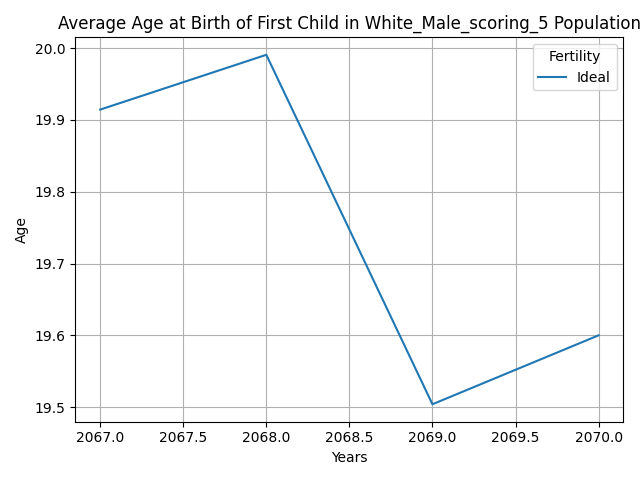 Average Age at Birth of First Child in White_Male_scoring_5 Population
Fertility
Ideal
20.0
19.9
19.8
19.7
19.6
19.5
Age
2067.0 2067.5 2068.0 2068.5 2069.0 2069.5 2070.0
Years